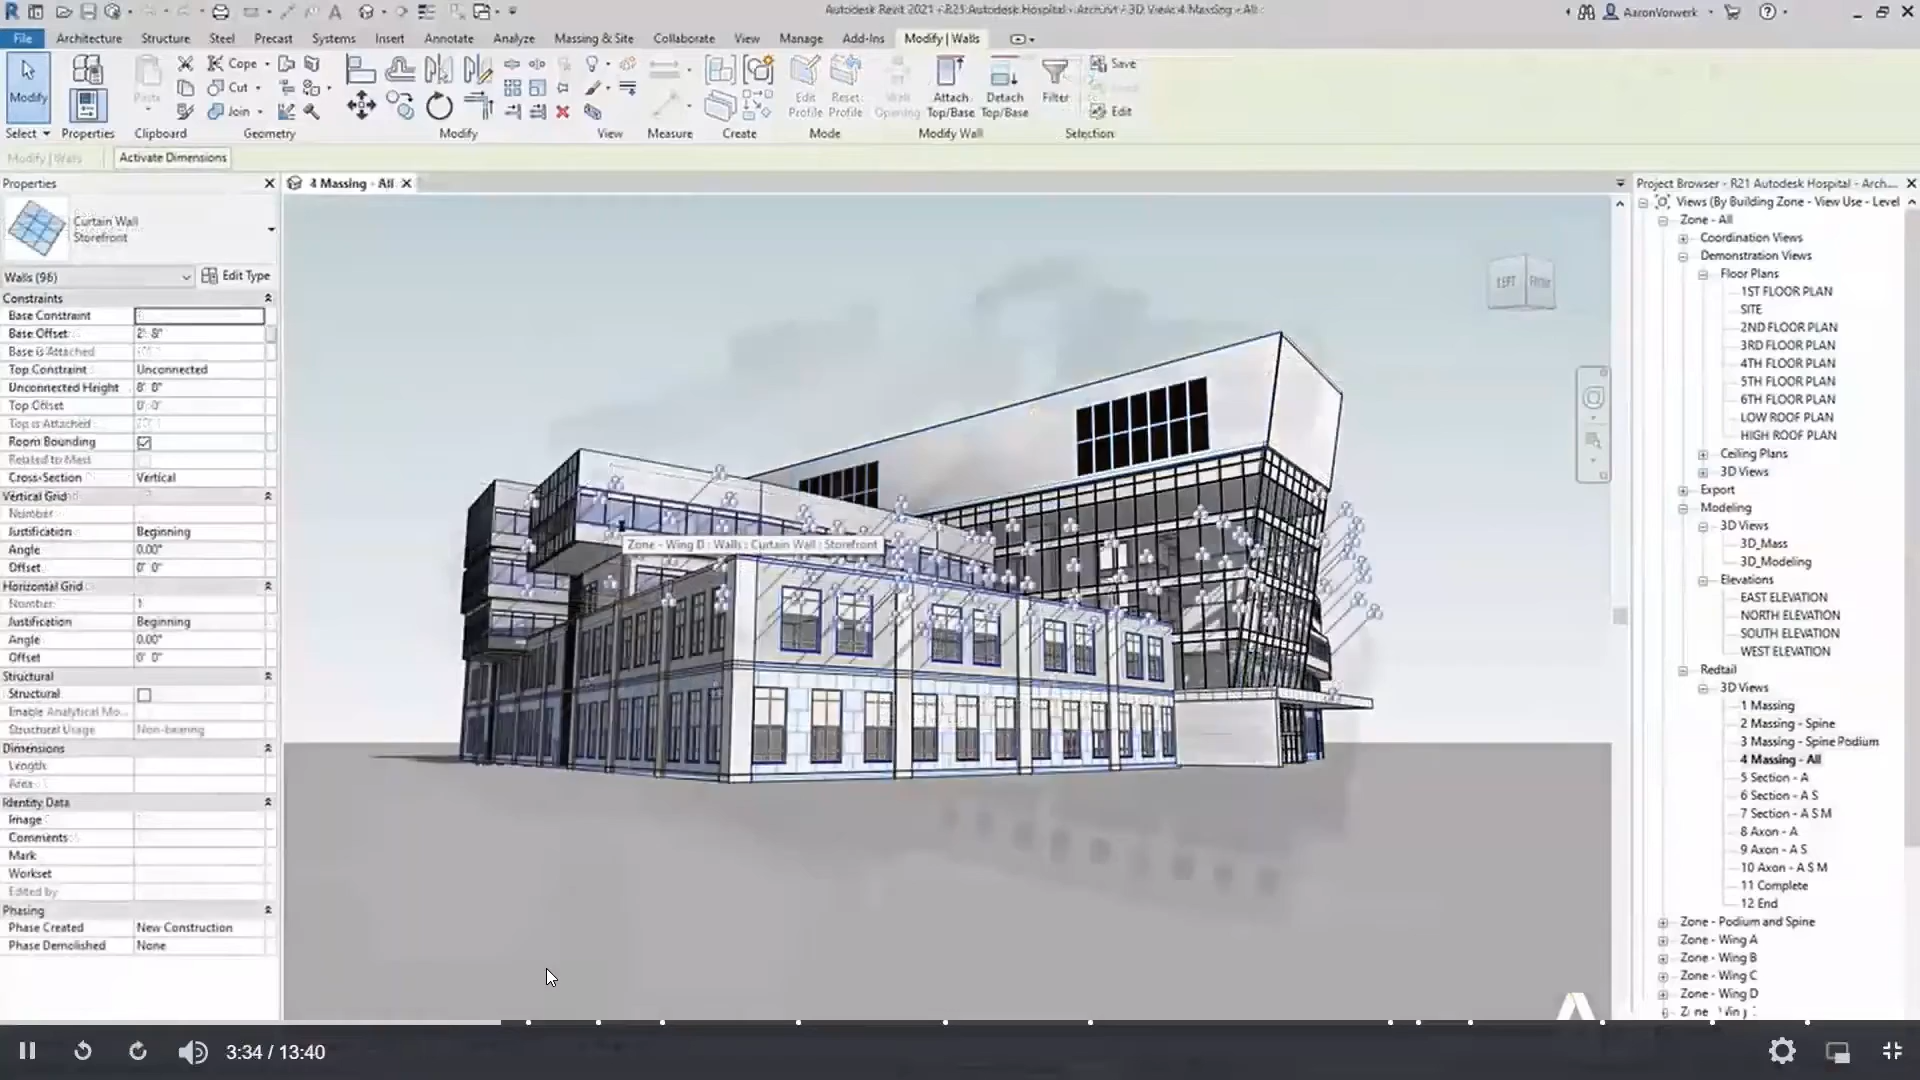 Autodesk Revit 2021 - R21 Autodesk Hospital - Arch.rvt - 3D View: 4 Massing - All
AaronVorwerk
File Architecture Structure Steel Precast Systems Insert Annotate Analyze Massing & Site Collaborate View Manage Add-Ins Modify | Walls
Modify
Paste
Cope
Cut
Join
Edit Profile
Reset Profile
Wall Opening
Attach Top/Base
Detach Top/Base
Filter
Save
Edit
Select Properties Clipboard Geometry Modify View Measure Create Mode Modify Wall Selection
Modify | Walls
Activate Dimensions
Properties
Curtain Wall
Storefront
Walls (96)
Edit Type
Constraints
Base Constraint
Base Offset 2' 8"
Base is Attached
Top Constraint Unconnected
Unconnected Height 8' 0"
Top Offset 0' 0"
Top is Attached
Room Bounding
Related to Mass
Cross-Section Vertical
Vertical Grid
Number
Justification Beginning
Angle 0.00°
Offset 0' 0"
Horizontal Grid
Number 1
Justification Beginning
Angle 0.00°
Offset 0' 0"
Structural
Structural
Enable Analytical Mo...
Structural Usage Non-bearing
Dimensions
Length
Area
Identity Data
Image
Comments
Mark
Workset
Edited by
Phasing
Phase Created New Construction
Phase Demolished None
4 Massing - All
LEFT
FRONT
Zone - Wing D : Walls : Curtain Wall : Storefront
Project Browser - R21 Autodesk Hospital - Arch...
Views (By Building Zone - View Use - Level
Zone - All
Coordination Views
Demonstration Views
Floor Plans
1ST FLOOR PLAN
SITE
2ND FLOOR PLAN
3RD FLOOR PLAN
4TH FLOOR PLAN
5TH FLOOR PLAN
6TH FLOOR PLAN
LOW ROOF PLAN
HIGH ROOF PLAN
Ceiling Plans
3D Views
Export
Modeling
3D Views
3D_Mass
3D_Modeling
Elevations
EAST ELEVATION
NORTH ELEVATION
SOUTH ELEVATION
WEST ELEVATION
Redtail
3D Views
1 Massing
2 Massing - Spine
3 Massing - Spine Podium
4 Massing - All
5 Section - A
6 Section - A S
7 Section - A S M
8 Axon - A
9 Axon - A S
10 Axon - A S M
11 Complete
12 End
Zone - Podium and Spine
Zone - Wing A
Zone - Wing B
Zone - Wing C
Zone - Wing D
3:34 / 13:40